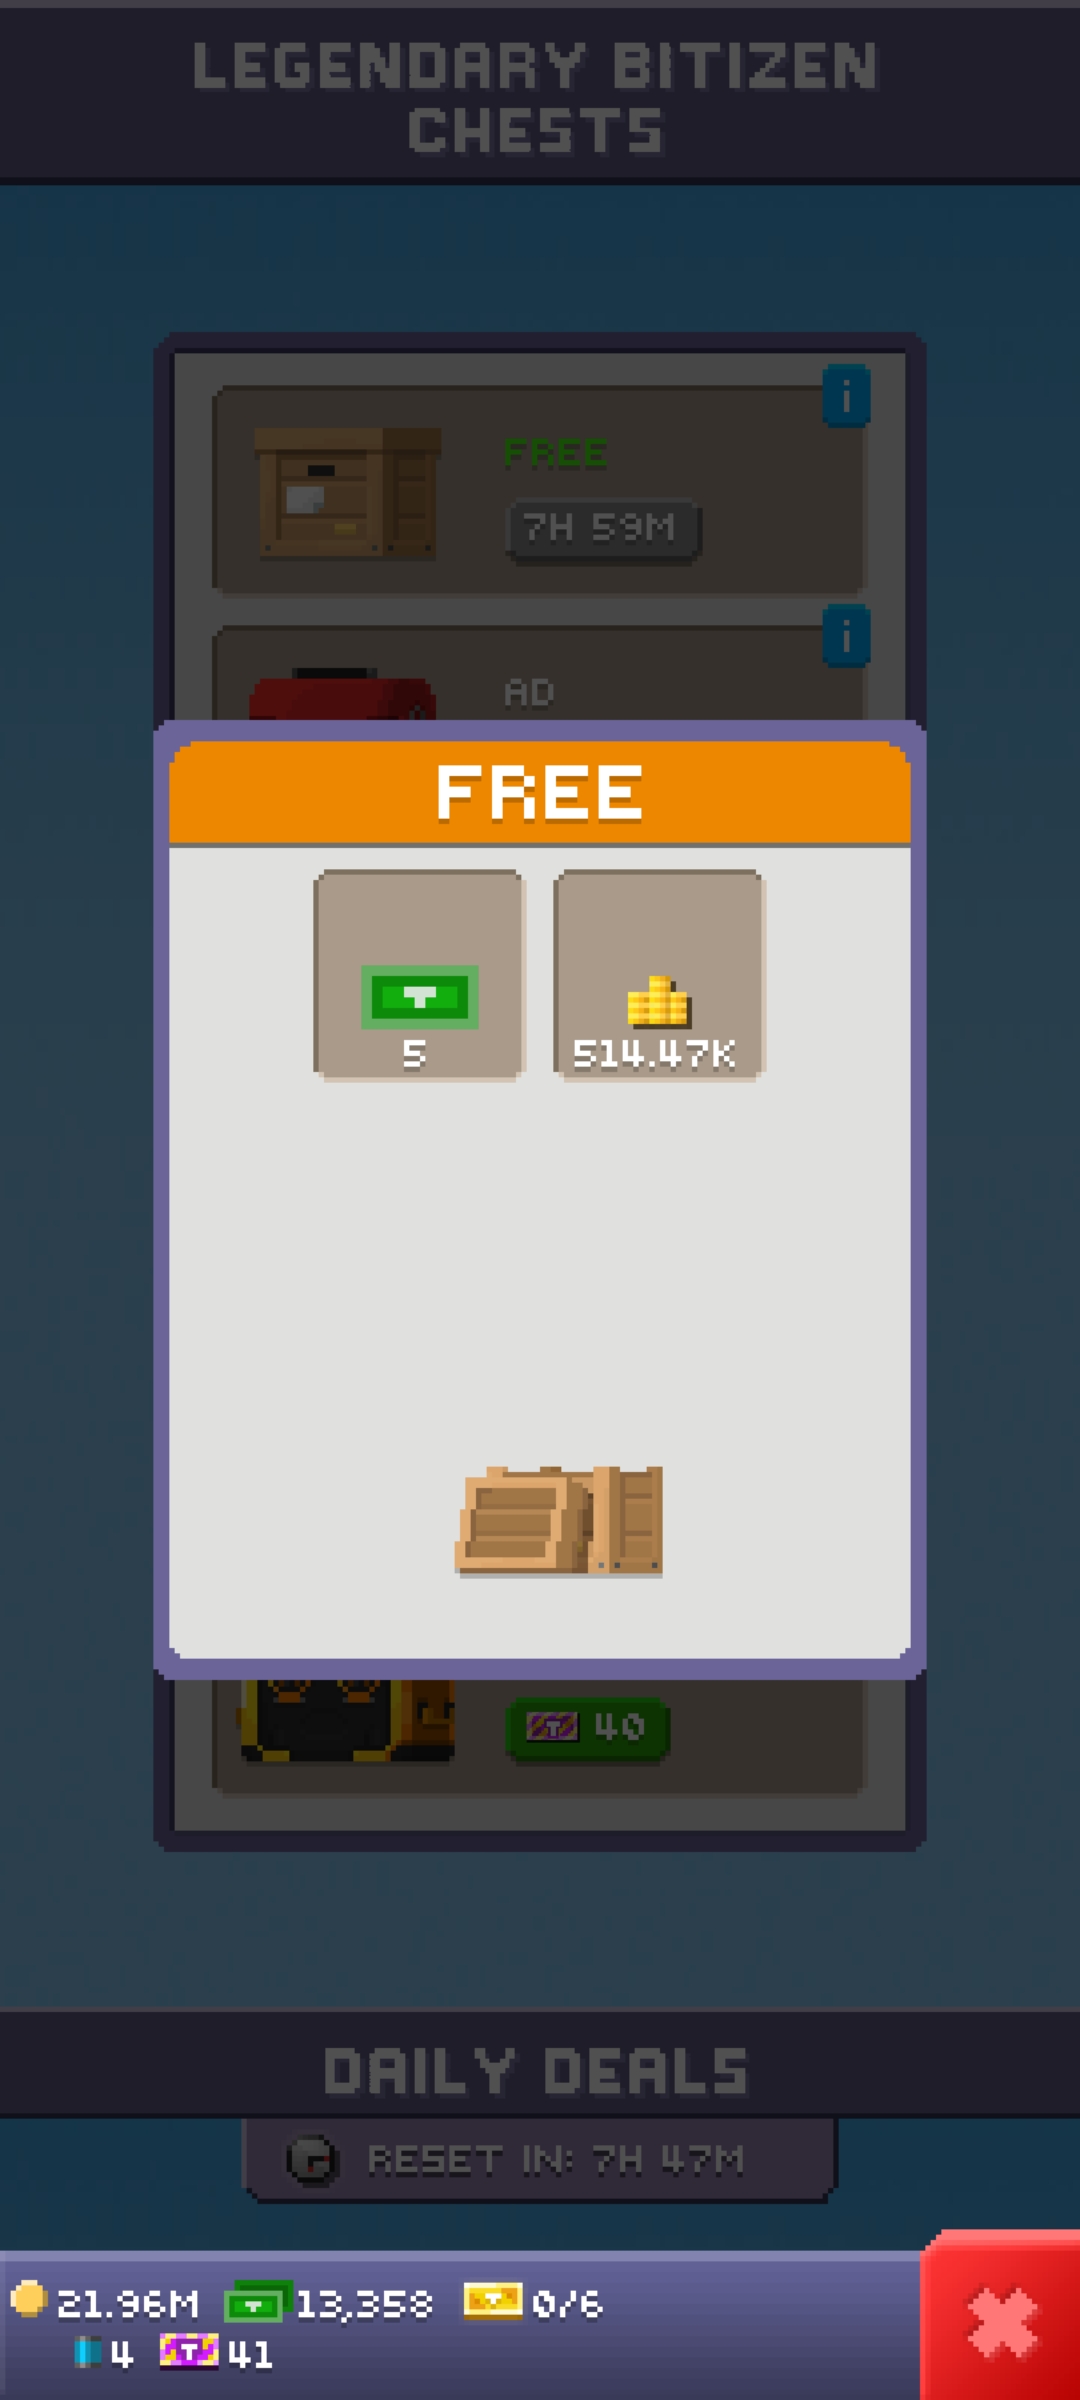 LEGENDARY BITIZEN
CHESTS
i
FREE
7H 59M
i
AD
FREE
5
514.47K
40
DAILY DEALS
RESET IN: 7H 47M
21.96M 13,358 0/6
4 41